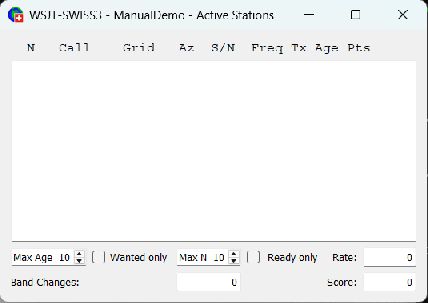 WSJT-SWISS3 - ManualDemo - Active Stations
N Call Grid Az S/N Freq Tx Age Pts
Max Age 10 Wanted only Max N 10 Ready only Rate: 0
Band Changes: 0 Score: 0